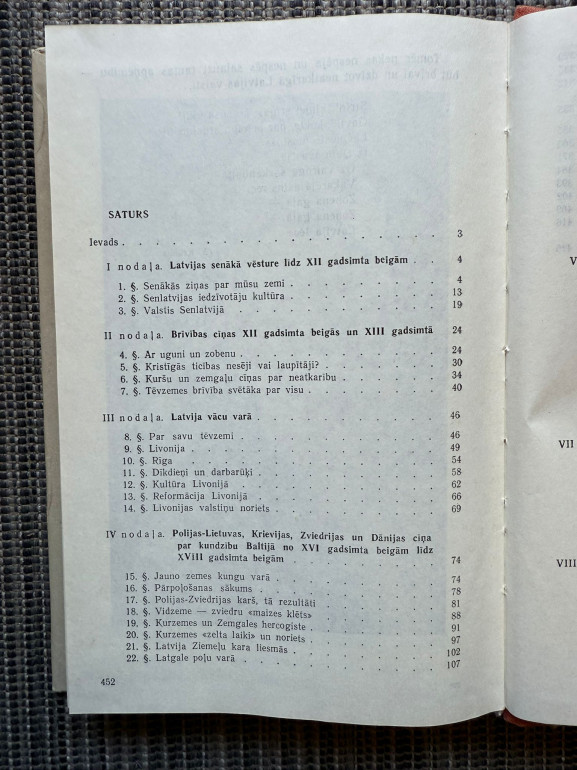 SATURS
Ievads 3
I nodaļa. Latvijas senākā vēsture līdz XII gadsimta beigām 4
1. §. Senākās ziņas par mūsu zemi 4
2. §. Senlatvijas iedzīvotāju kultūra 13
3. §. Valstis Senlatvijā 19
II nodaļa. Brīvības cīņas XII gadsimta beigās un XIII gadsimtā 24
4. §. Ar uguni un zobenu 24
5. §. Kristīgās ticības nesēji vai laupītāji? 30
6. §. Kuršu un zemgaļu cīņas par neatkarību 34
7. §. Tēvzemes brīvība svētāka par visu 40
III nodaļa. Latvija vācu varā 46
8. §. Par savu tēvzemi 46
9. §. Livonija 49
10. §. Rīga 54
11. §. Dīkdieņi un darbarūķi 58
12. §. Kultūra Livonijā 62
13. §. Reformācija Livonijā 66
14. §. Livonijas valstiņu noriets 69
IV nodaļa. Polijas-Lietuvas, Krievijas, Zviedrijas un Dānijas cīņa
par kundzību Baltijā no XVI gadsimta beigām līdz
XVIII gadsimta beigām 74
15. §. Jauno zemes kungu varā 74
16. §. Pārpoļošanas sākums 78
17. §. Polijas-Zviedrijas karš, tā rezultāti 81
18. §. Vidzeme — zviedru «maizes klēts» 88
19. §. Kurzemes un Zemgales hercogiste 91
20. §. Kurzemes «zelta laiki» un noriets 97
21. §. Latvija Ziemeļu kara liesmās 102
22. §. Latgale poļu varā 107
452
V
VII
VIII